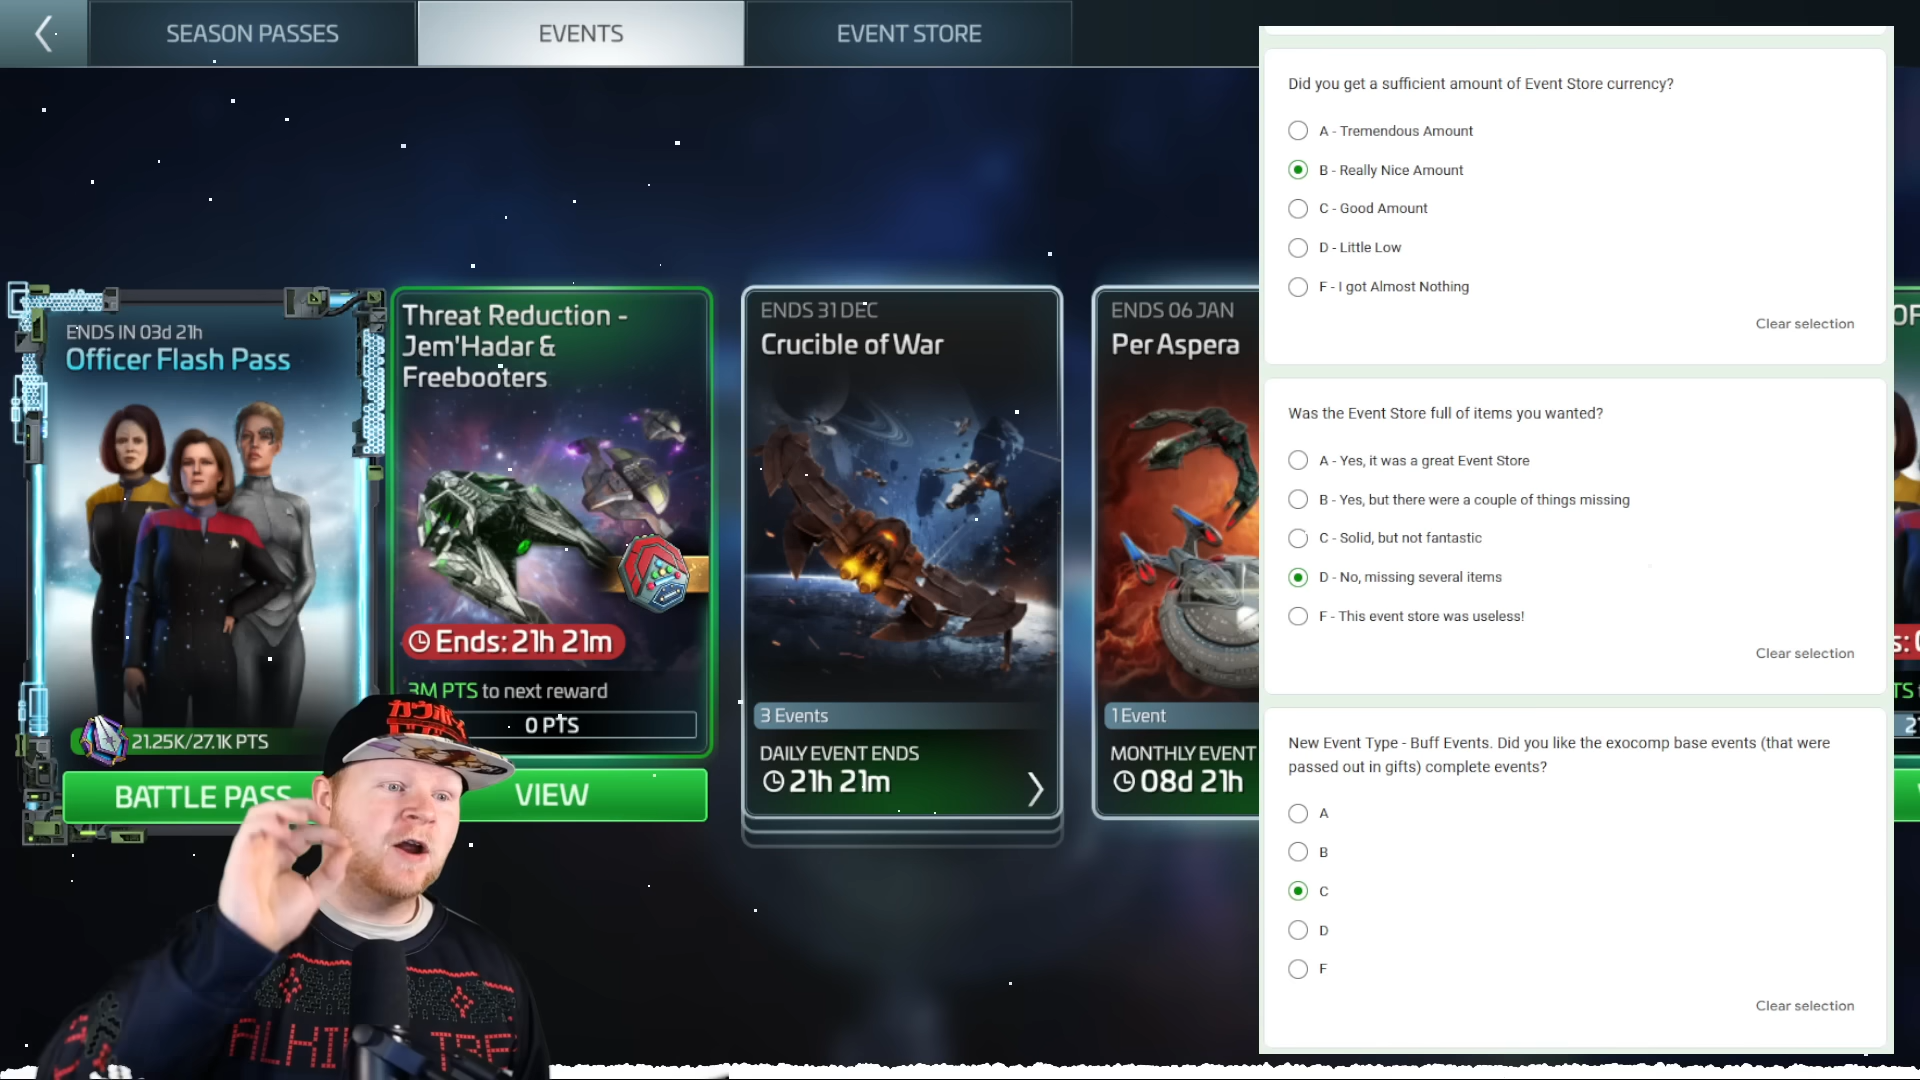 SEASON PASSES
EVENTS
EVENT STORE
ENDS IN 03d 21h
Officer Flash Pass
21.25K/27.1K PTS
BATTLE PASS
Threat Reduction -
Jem'Hadar &
Freebooters
Ends: 21h 21m
3M PTS to next reward
0 PTS
VIEW
ENDS 31 DEC
Crucible of War
3 Events
DAILY EVENT ENDS
21h 21m
ENDS 06 JAN
Per Aspera
1 Event
MONTHLY EVENT
08d 21h
Did you get a sufficient amount of Event Store currency?
A - Tremendous Amount
B - Really Nice Amount
C - Good Amount
D - Little Low
F - I got Almost Nothing
Clear selection
Was the Event Store full of items you wanted?
A - Yes, it was a great Event Store
B - Yes, but there were a couple of things missing
C - Solid, but not fantastic
D - No, missing several items
F - This event store was useless!
Clear selection
New Event Type - Buff Events. Did you like the exocomp base events (that were
passed out in gifts) complete events?
A
B
C
D
F
Clear selection